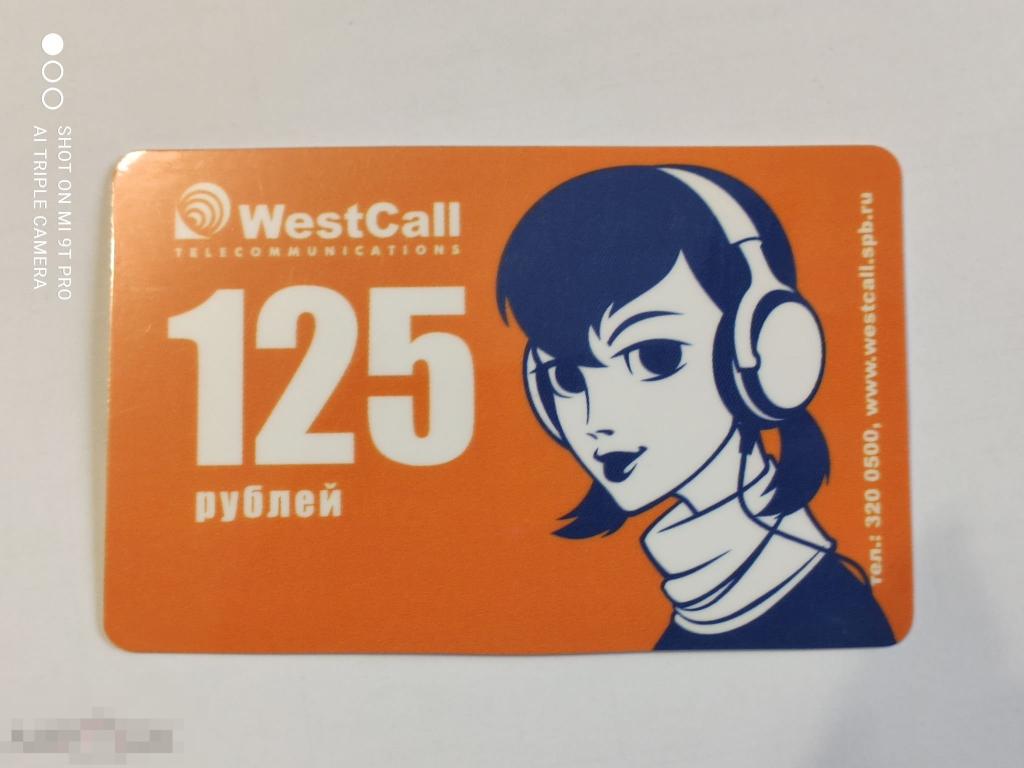 SHOT ON MI 9T PRO
AI TRIPLE CAMERA
WestCall
TELECOMMUNICATIONS
125
рублей
тел.: 320 0500, www.westcall.spb.ru